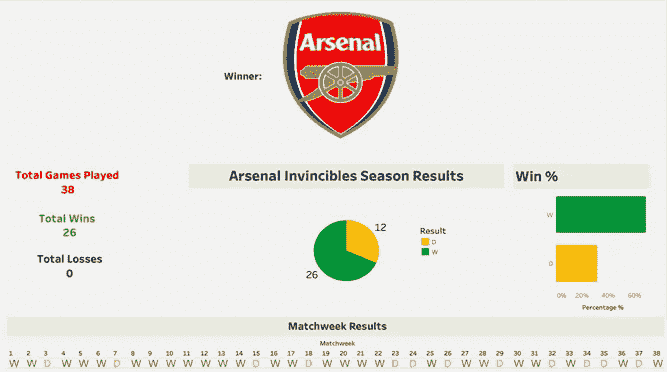 Arsenal
Winner:
Total Games Played
38
Total Wins
26
Total Losses
0
Arsenal Invincibles Season Results
12
26
Result
D
W
Win %
W
D
0% 20% 40% 60%
Percentage %
Matchweek Results
Matchweek
1 2 3 4 5 6 7 8 9 10 11 12 13 14 15 16 17 18 19 20 21 22 23 24 25 26 27 28 29 30 31 32 33 34 35 36 37 38
W W D W W W D W W W W W W W D W W D W W W W D D W D W W D W W D W D D W D W